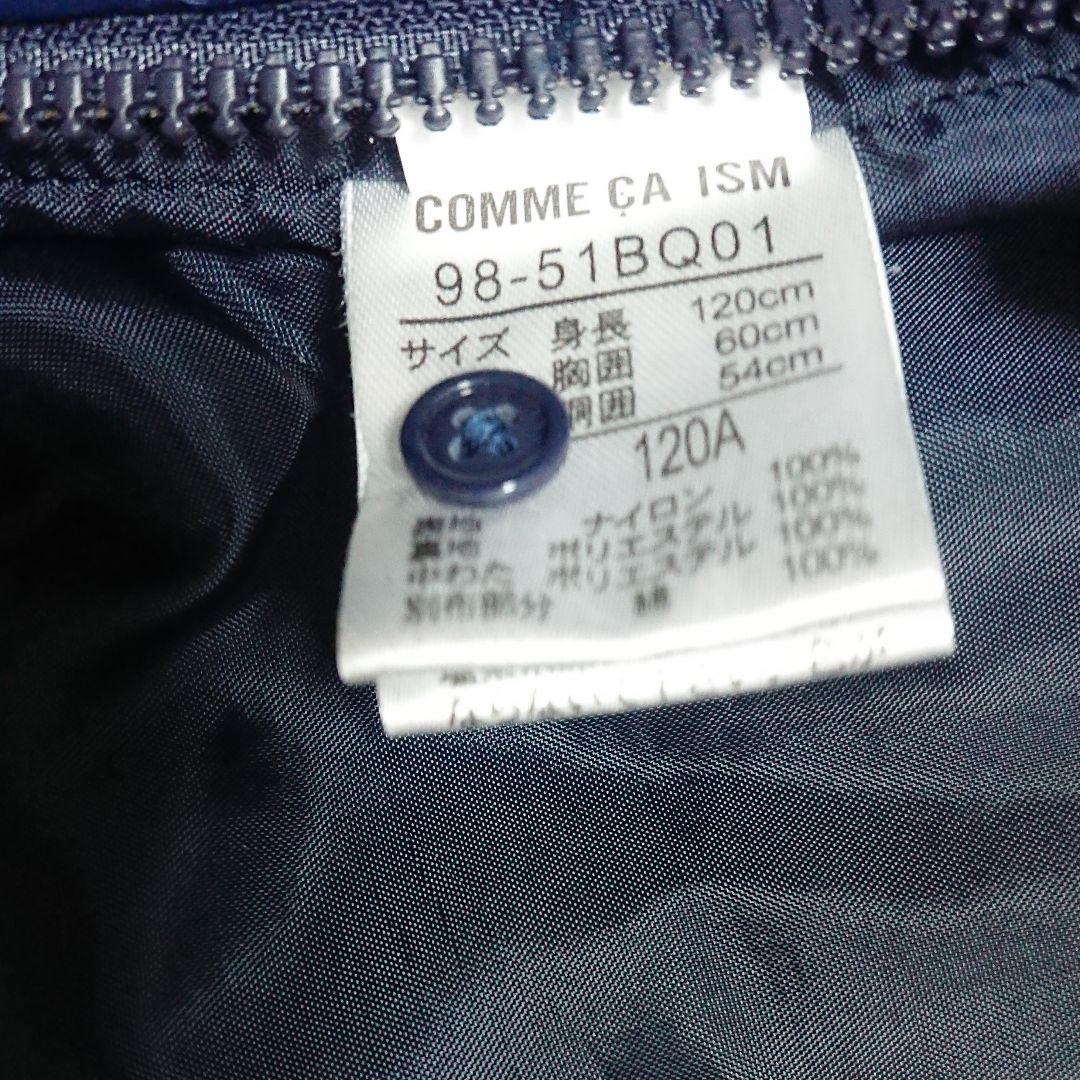 COMME ÇA ISM
98-51BQ01
サイズ 身長 120cm
胸囲 60cm
胴囲 54cm
120A
表地 ナイロン 100%
裏地 ポリエステル 100%
中わた ポリエステル 100%
別布部分 綿 100%